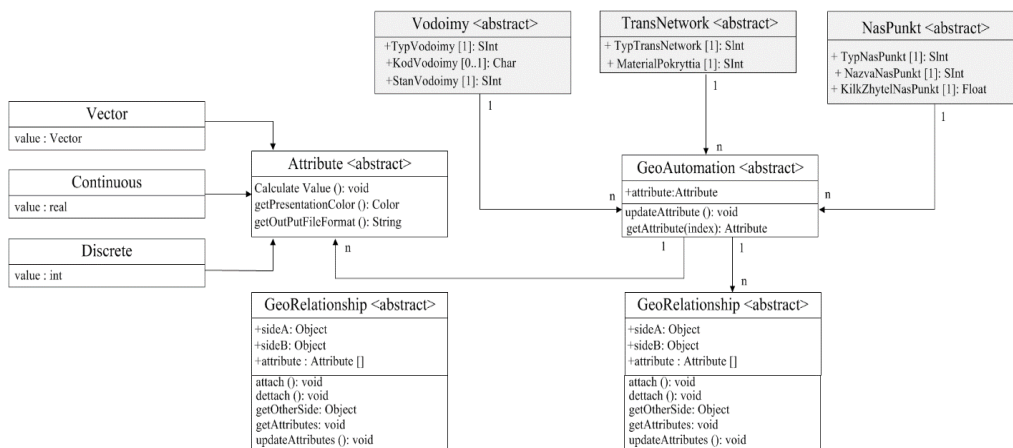 Vodoimy <abstract>
+TypVodoimy [1]: SInt
+KodVodoimy [0..1]: Char
+StanVodoimy [1]: SInt
TransNetwork <abstract>
+ TypTransNetwork [1]: SInt
+ MaterialPokryttia [1]: SInt
NasPunkt <abstract>
+ TypNasPunkt [1]: SInt
+ NazvaNasPunkt [1]: SInt
+ KilkZhytelNasPunkt [1]: Float
1
1
1
Vector
value : Vector
Continuous
value : real
Discrete
value : int
Attribute <abstract>
Calculate Value (): void
getPresentationColor (): Color
getOutPutFileFormat (): String
n
n
n
n
GeoAutomation <abstract>
+attribute:Attribute
updateAttribute (): void
getAttribute(index): Attribute
1
1
n
GeoRelationship <abstract>
+sideA: Object
+sideB: Object
+attribute : Attribute []
attach (): void
dettach (): void
getOtherSide: Object
getAttributes: void
updateAttributes (): void
GeoRelationship <abstract>
+sideA: Object
+sideB: Object
+attribute : Attribute []
attach (): void
dettach (): void
getOtherSide: Object
getAttributes: void
updateAttributes (): void